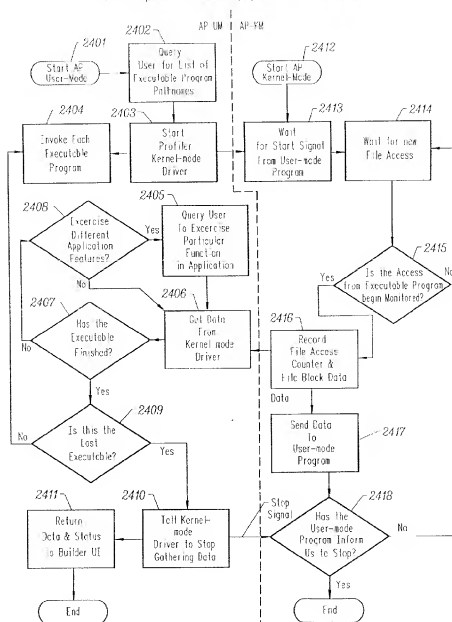 AP-UM
AP-KM
2401
Start AP
User-Mode
2402
Query
User for List of
Executable Program
Pathnames
2403
Start
Profiler
Kernel-mode
Driver
2404
Invoke Each
Executable
Program
2405
Query User
To Excercise
Particular
Function
in Application
2406
Get Data
From
Kernel mode
Driver
2407
Has the
Executable
Finished?
No
Yes
2408
Excercise
Different
Application
Features?
Yes
No
2409
Is this the
Last
Executable?
No
Yes
2410
Tell Kernel-
mode
Driver to Stop
Gathering Data
2411
Return
Data & Status
To Builder UI
End
2412
Start AP
Kernel-Mode
2413
Wait
for Start Signal
From User-mode
Program
2414
Wait for new
File Access
2415
Is the Access
from Executable Program
begin Monitored?
Yes
No
2416
Record
File Access
Counter &
File Block Data
Data
2417
Send Data
To
User-mode
Program
2418
Has the
User-mode
Program Inform
Us to Stop?
Stop
Signal
No
Yes
End